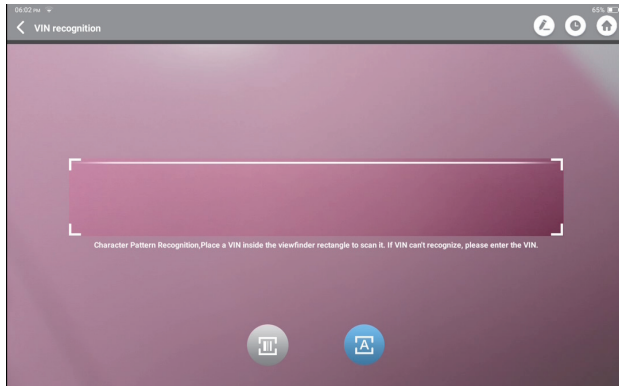 06:02 PM
65%
VIN recognition
Character Pattern Recognition,Place a VIN inside the viewfinder rectangle to scan it. If VIN can't recognize, please enter the VIN.
A